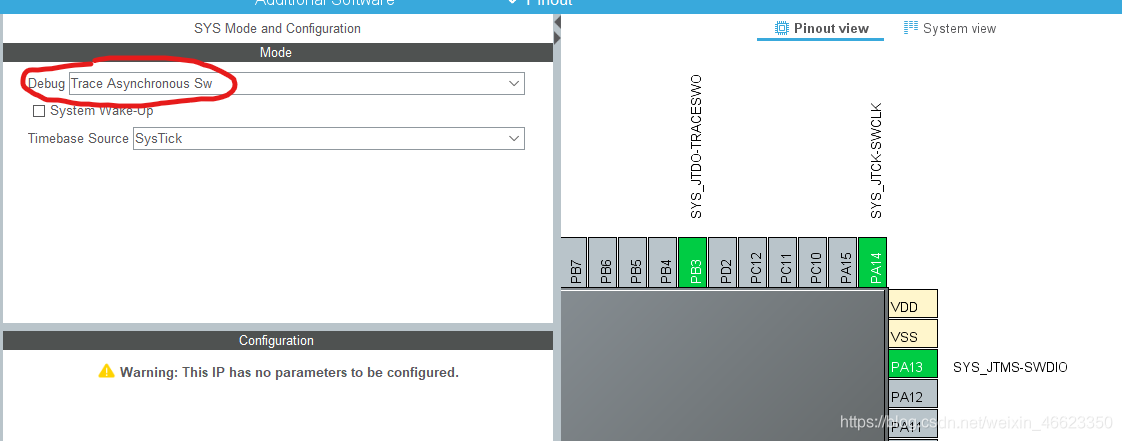 Additional Software
Pinout
SYS Mode and Configuration
Mode
Debug Trace Asynchronous Sw
System Wake-Up
Timebase Source SysTick
Configuration
Warning: This IP has no parameters to be configured.
Pinout view
System view
SYS_JTDO-TRACESWO
SYS_JTCK-SWCLK
PB7
PB6
PB5
PB4
PB3
PD2
PC12
PC11
PC10
PA15
PA14
VDD
VSS
PA13
SYS_JTMS-SWDIO
PA12
PA11
https://blog.csdn.net/weixin_46623350